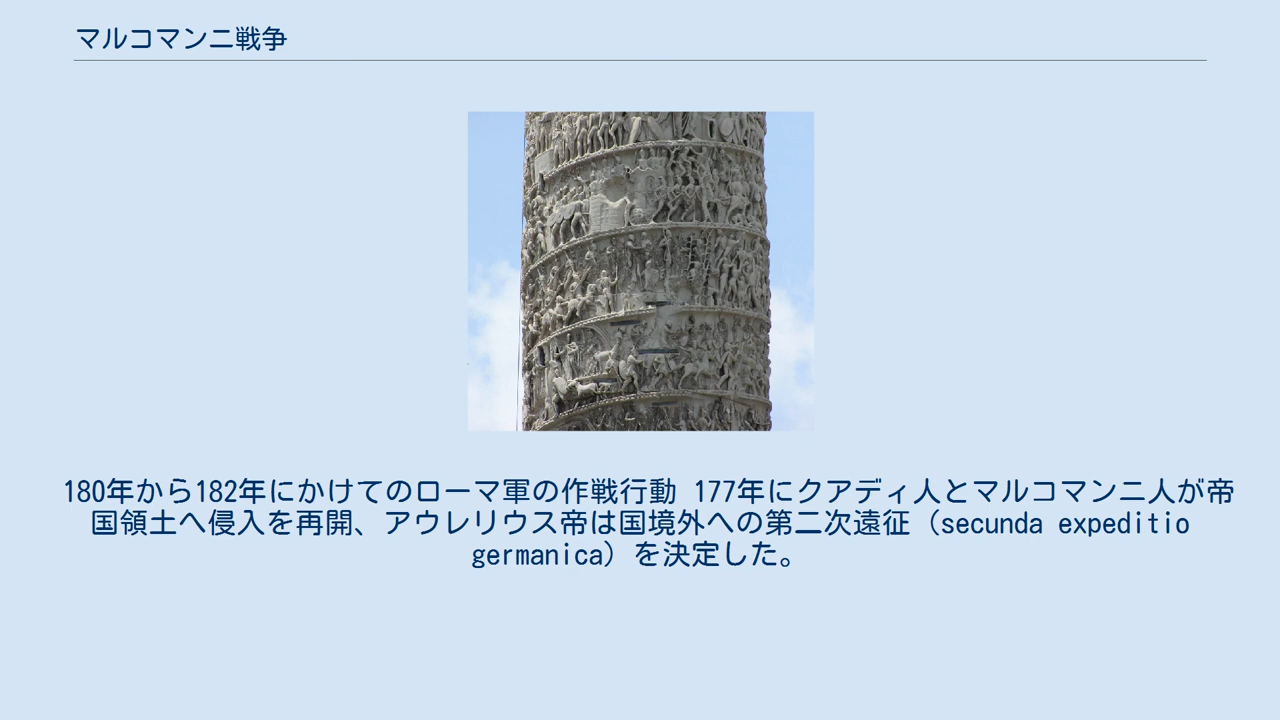 マルコマンニ戦争
180年から182年にかけてのローマ軍の作戦行動 177年にクアディ人とマルコマンニ人が帝
国領土へ侵入を再開、アウレリウス帝は国境外への第二次遠征（secunda expeditio
germanica）を決定した。